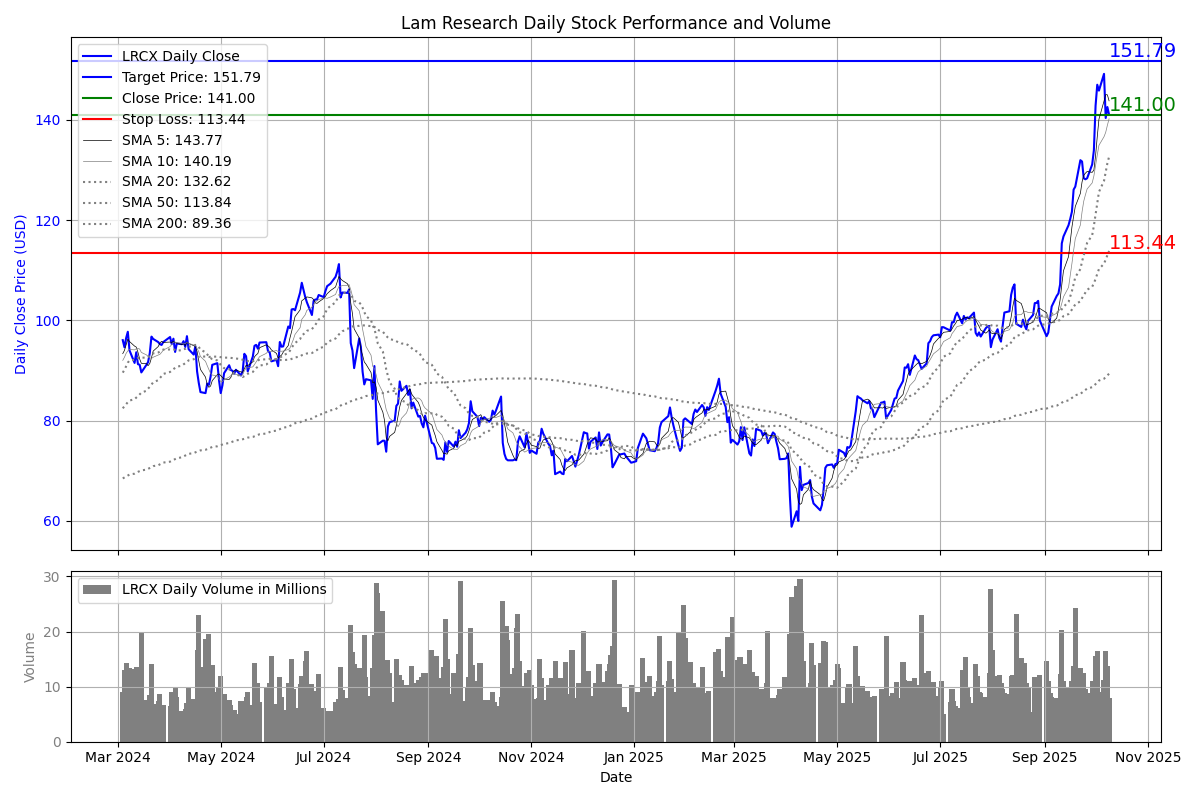 Lam Research Daily Stock Performance and Volume
151.79
LRCX Daily Close
Target Price: 151.79
Close Price: 141.00
Stop Loss: 113.44
SMA 5: 143.77
SMA 10: 140.19
SMA 20: 132.62
SMA 50: 113.84
SMA 200: 89.36
141.00
113.44
Daily Close Price (USD)
140
120
100
80
60
LRCX Daily Volume in Millions
Volume
30
20
10
0
Mar 2024 May 2024 Jul 2024 Sep 2024 Nov 2024 Jan 2025 Mar 2025 May 2025 Jul 2025 Sep 2025 Nov 2025
Date